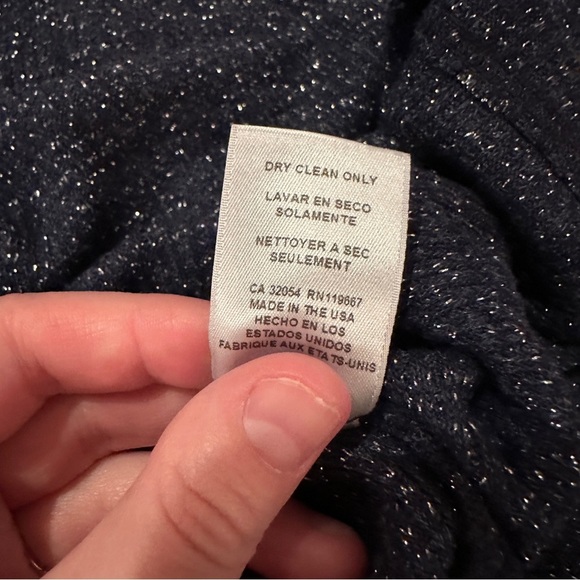 DRY CLEAN ONLY
LAVAR EN SECO
SOLAMENTE
NETTOYER A SEC
SEULEMENT
CA 32054 RN119667
MADE IN THE USA
HECHO EN LOS
ESTADOS UNIDOS
FABRIQUE AUX ETATS-UNIS